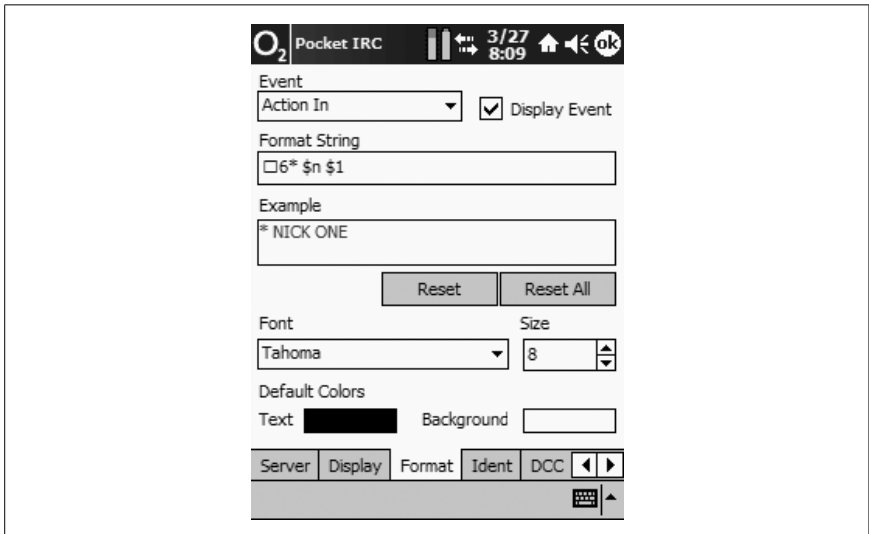 O2 Pocket IRC 3/27 8:09 ok
Event
Action In Display Event
Format String
□6* $n $1
Example
* NICK ONE
Reset Reset All
Font Size
Tahoma 8
Default Colors
Text Background
Server Display Format Ident DCC